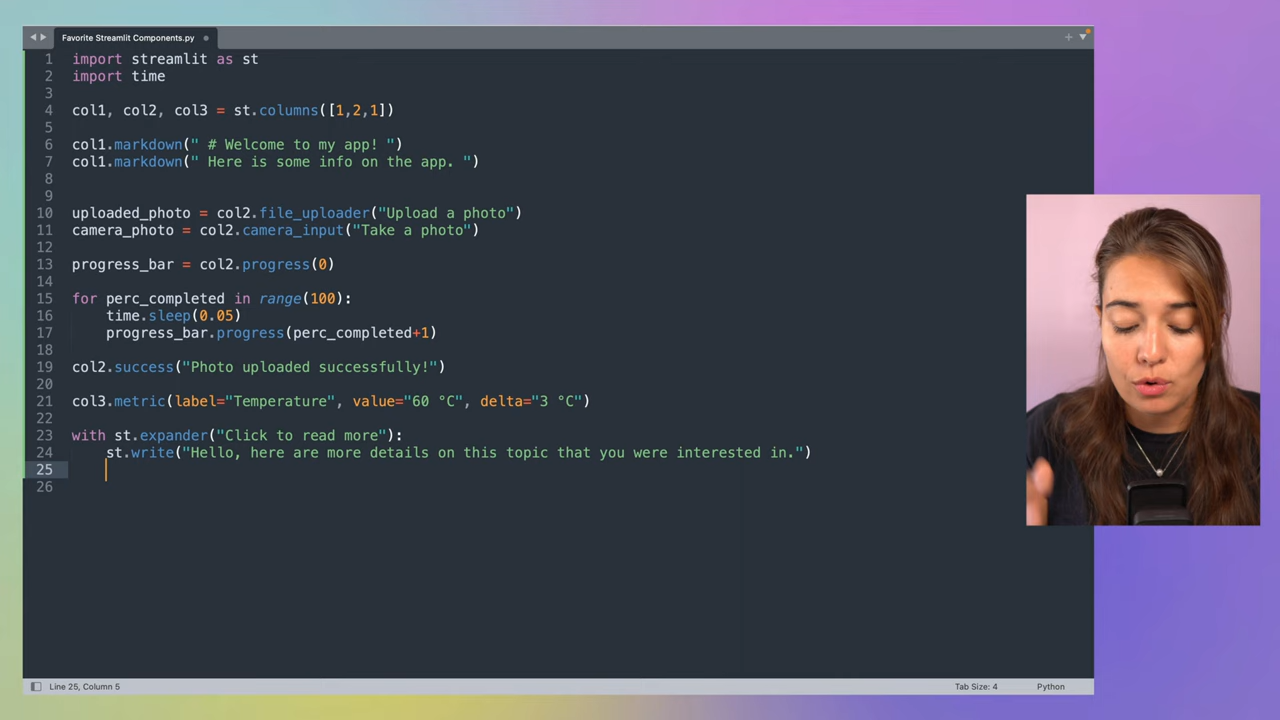 Favorite Streamlit Components.py
1 import streamlit as st
2 import time
3
4 col1, col2, col3 = st.columns([1,2,1])
5
6 col1.markdown(" # Welcome to my app! ")
7 col1.markdown(" Here is some info on the app. ")
8
9
10 uploaded_photo = col2.file_uploader("Upload a photo")
11 camera_photo = col2.camera_input("Take a photo")
12
13 progress_bar = col2.progress(0)
14
15 for perc_completed in range(100):
16     time.sleep(0.05)
17     progress_bar.progress(perc_completed+1)
18
19 col2.success("Photo uploaded successfully!")
20
21 col3.metric(label="Temperature", value="60 °C", delta="3 °C")
22
23 with st.expander("Click to read more"):
24     st.write("Hello, here are more details on this topic that you were interested in.")
25
26
Line 25, Column 5
Tab Size: 4
Python